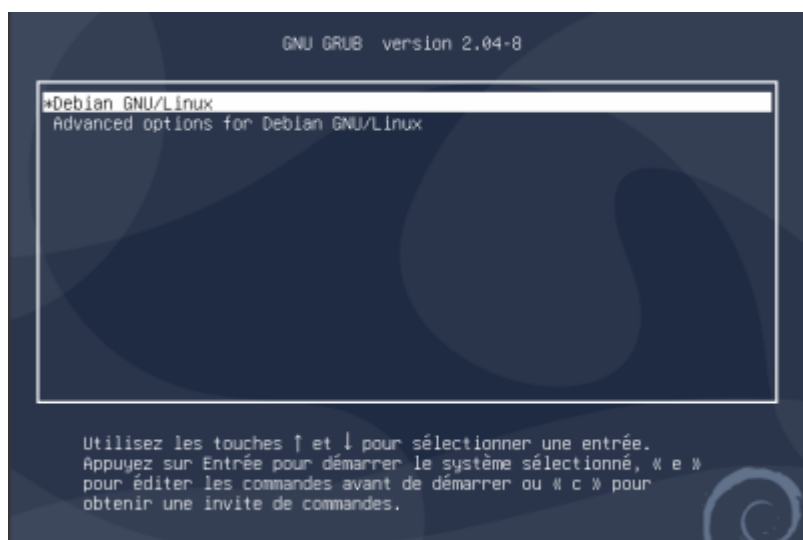 GNU GRUB  version 2.04-8
*Debian GNU/Linux
Advanced options for Debian GNU/Linux
Utilisez les touches ↑ et ↓ pour sélectionner une entrée.
Appuyez sur Entrée pour démarrer le système sélectionné, « e »
pour éditer les commandes avant de démarrer ou « c » pour
obtenir une invite de commandes.